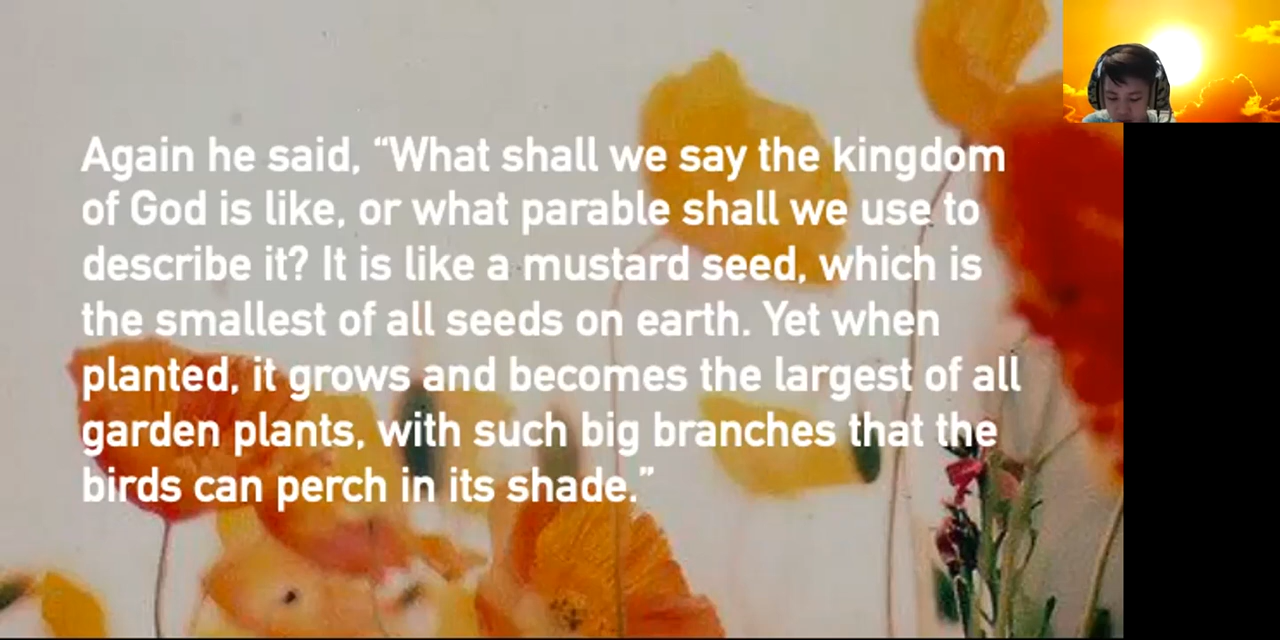 Again he said, “What shall we say the kingdom
of God is like, or what parable shall we use to
describe it? It is like a mustard seed, which is
the smallest of all seeds on earth. Yet when
planted, it grows and becomes the largest of all
garden plants, with such big branches that the
birds can perch in its shade.”